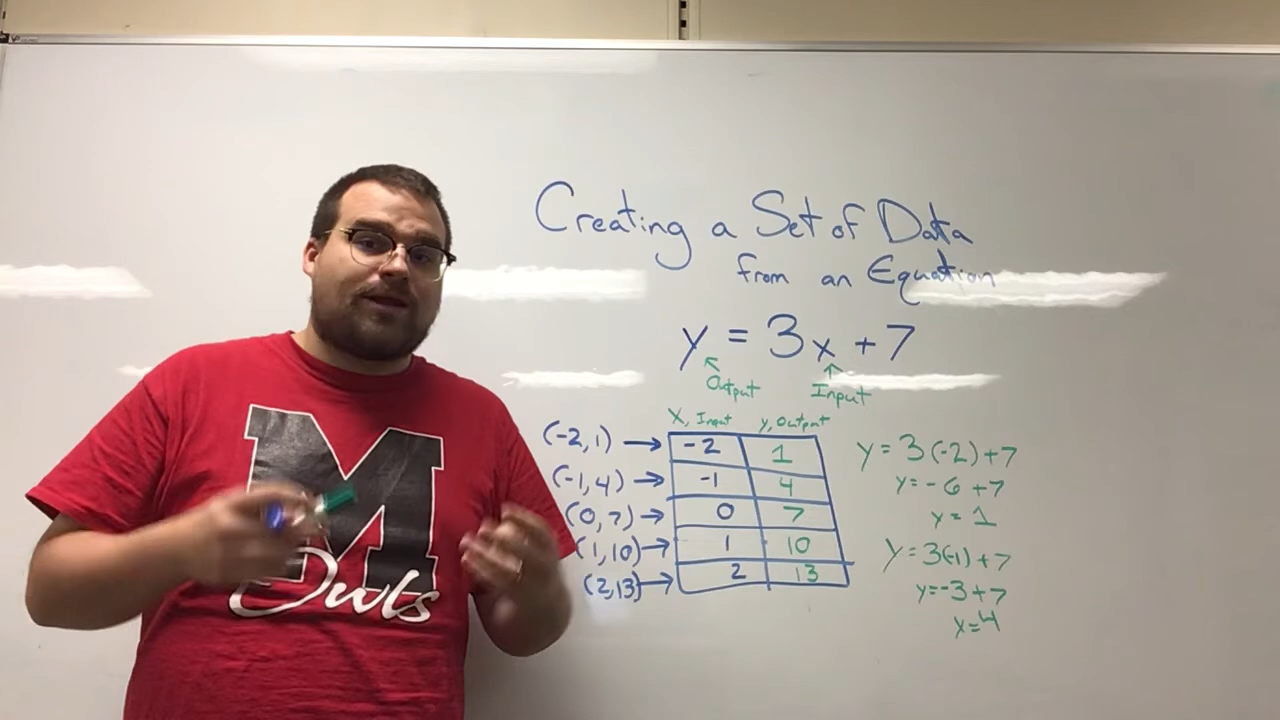 Creating a Set of Data
from an Equation
y = 3x + 7
Output
Input
x, Input y, Output
(-2, 1) → -2 1
(-1, 4) → -1 4
(0, 7) → 0 7
(1, 10) → 1 10
(2, 13) → 2 13
y = 3(-2) + 7
y = -6 + 7
y = 1
y = 3(-1) + 7
y = -3 + 7
x = 4
M
Owls